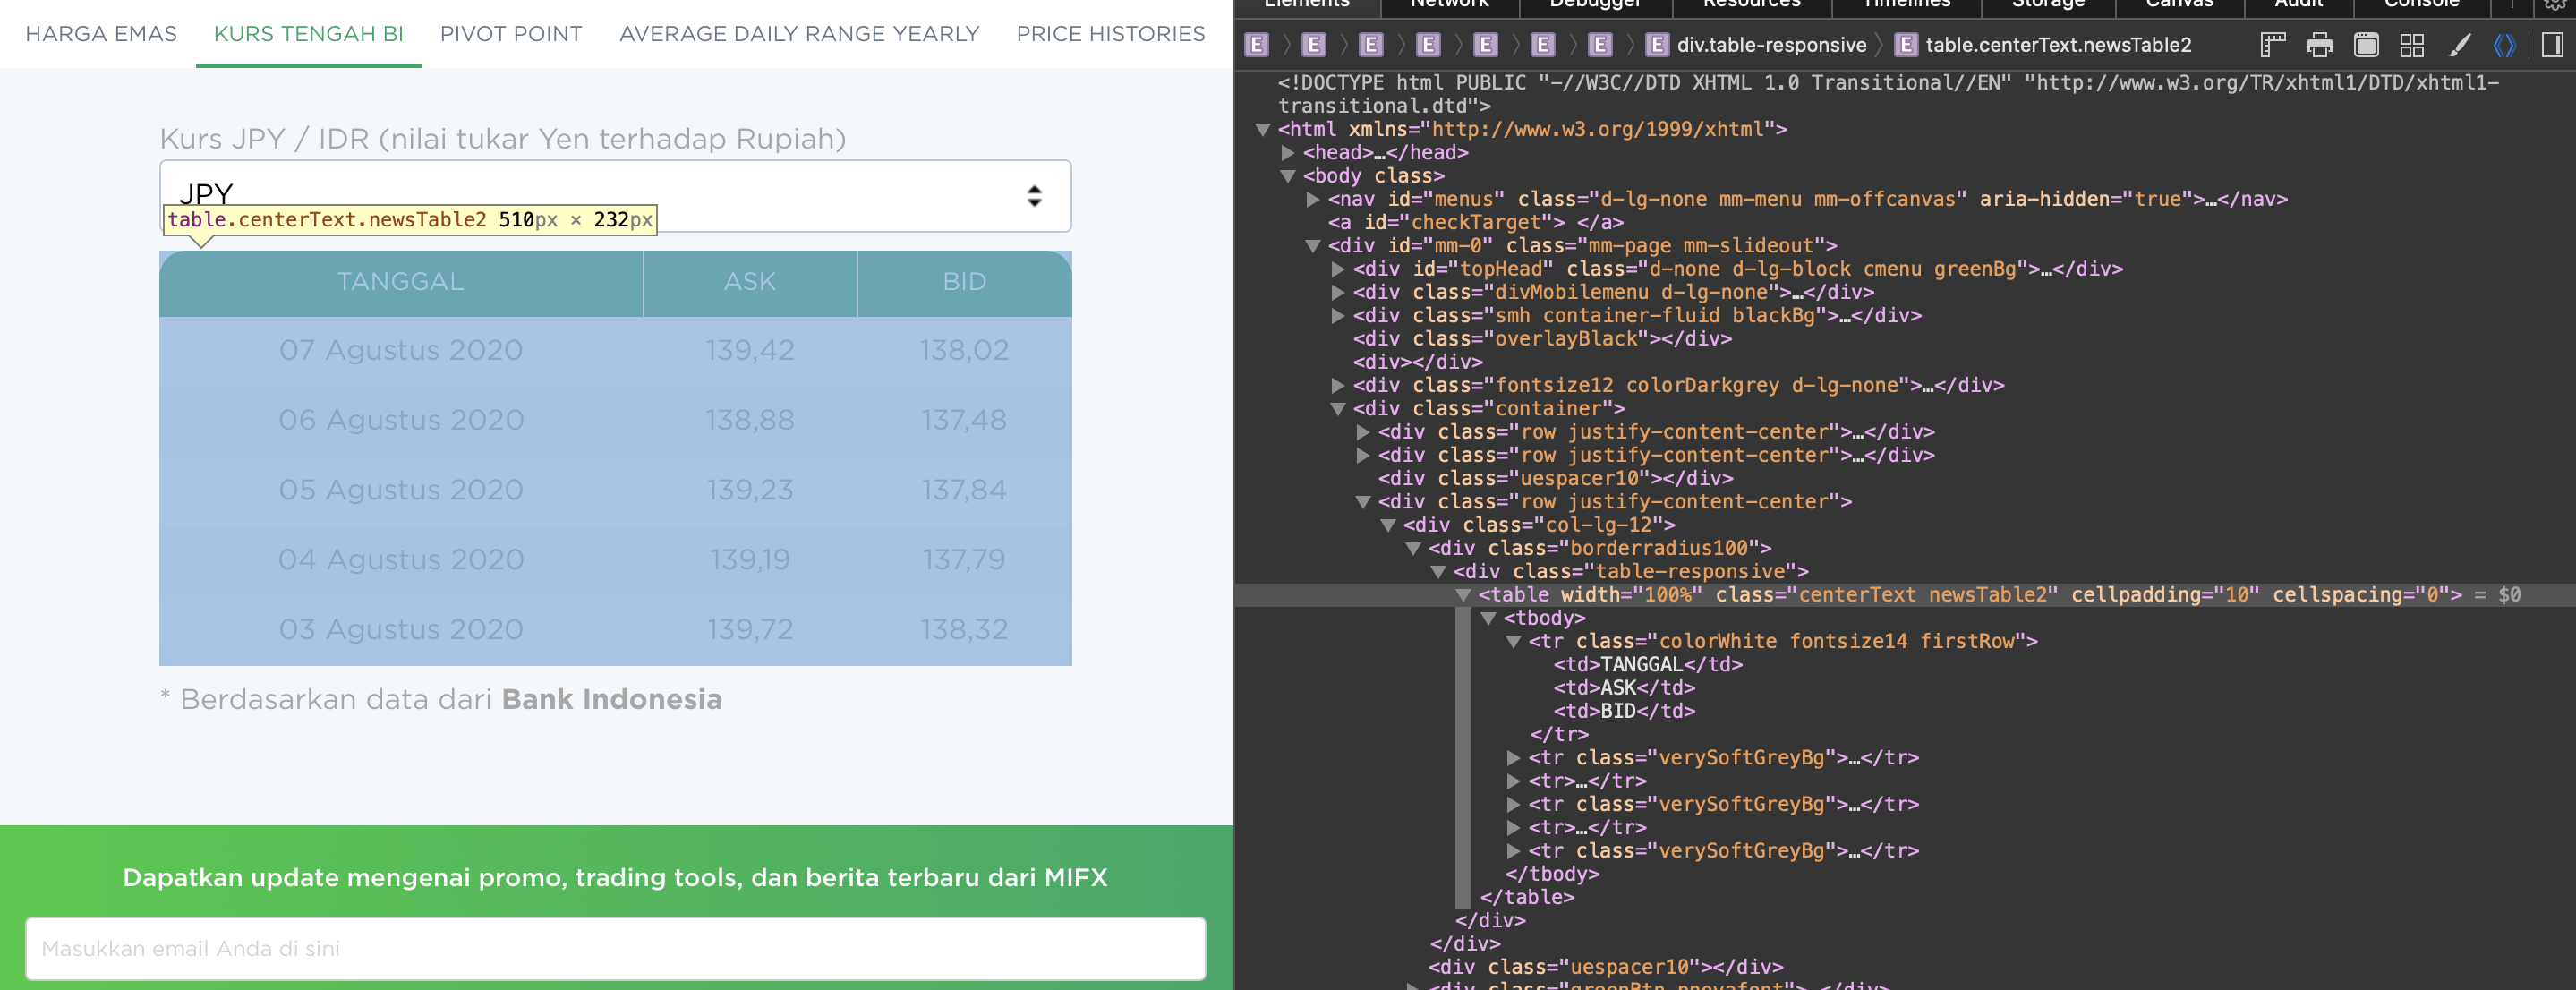 HARGA EMAS KURS TENGAH BI PIVOT POINT AVERAGE DAILY RANGE YEARLY PRICE HISTORIES
Kurs JPY / IDR (nilai tukar Yen terhadap Rupiah)
JPY
table.centerText.newsTable2 510px × 232px
TANGGAL ASK BID
07 Agustus 2020 139,42 138,02
06 Agustus 2020 138,88 137,48
05 Agustus 2020 139,23 137,84
04 Agustus 2020 139,19 137,79
03 Agustus 2020 139,72 138,32
* Berdasarkan data dari Bank Indonesia
Dapatkan update mengenai promo, trading tools, dan berita terbaru dari MIFX
Masukkan email Anda di sini
Elements Network Debugger Resources Timelines Storage Canvas Audit Console
E E E E E E E E div.table-responsive E table.centerText.newsTable2
<!DOCTYPE html PUBLIC "-//W3C//DTD XHTML 1.0 Transitional//EN" "http://www.w3.org/TR/xhtml1/DTD/xhtml1-
transitional.dtd">
<html xmlns="http://www.w3.org/1999/xhtml">
<head>…</head>
<body class>
<nav id="menus" class="d-lg-none mm-menu mm-offcanvas" aria-hidden="true">…</nav>
<a id="checkTarget"> </a>
<div id="mm-0" class="mm-page mm-slideout">
<div id="topHead" class="d-none d-lg-block cmenu greenBg">…</div>
<div class="divMobilemenu d-lg-none">…</div>
<div class="smh container-fluid blackBg">…</div>
<div class="overlayBlack"></div>
<div></div>
<div class="fontsize12 colorDarkgrey d-lg-none">…</div>
<div class="container">
<div class="row justify-content-center">…</div>
<div class="row justify-content-center">…</div>
<div class="uespacer10"></div>
<div class="row justify-content-center">
<div class="col-lg-12">
<div class="borderradius100">
<div class="table-responsive">
<table width="100%" class="centerText newsTable2" cellpadding="10" cellspacing="0"> = $0
<tbody>
<tr class="colorWhite fontsize14 firstRow">
<td>TANGGAL</td>
<td>ASK</td>
<td>BID</td>
</tr>
<tr class="verySoftGreyBg">…</tr>
<tr>…</tr>
<tr class="verySoftGreyBg">…</tr>
<tr>…</tr>
<tr class="verySoftGreyBg">…</tr>
</tbody>
</table>
</div>
</div>
<div class="uespacer10"></div>
<div class="greenBtn pnovafont">…</div>